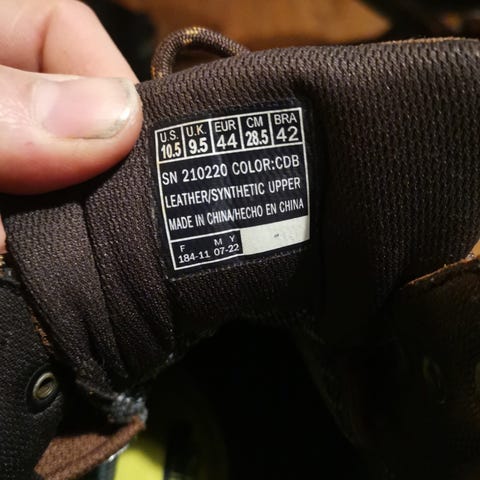 U.S. U.K. EUR CM BRA
10.5 9.5 44 28.5 42
SN 210220 COLOR:CDB
LEATHER/SYNTHETIC UPPER
MADE IN CHINA/HECHO EN CHINA
F M Y
184-11 07-22